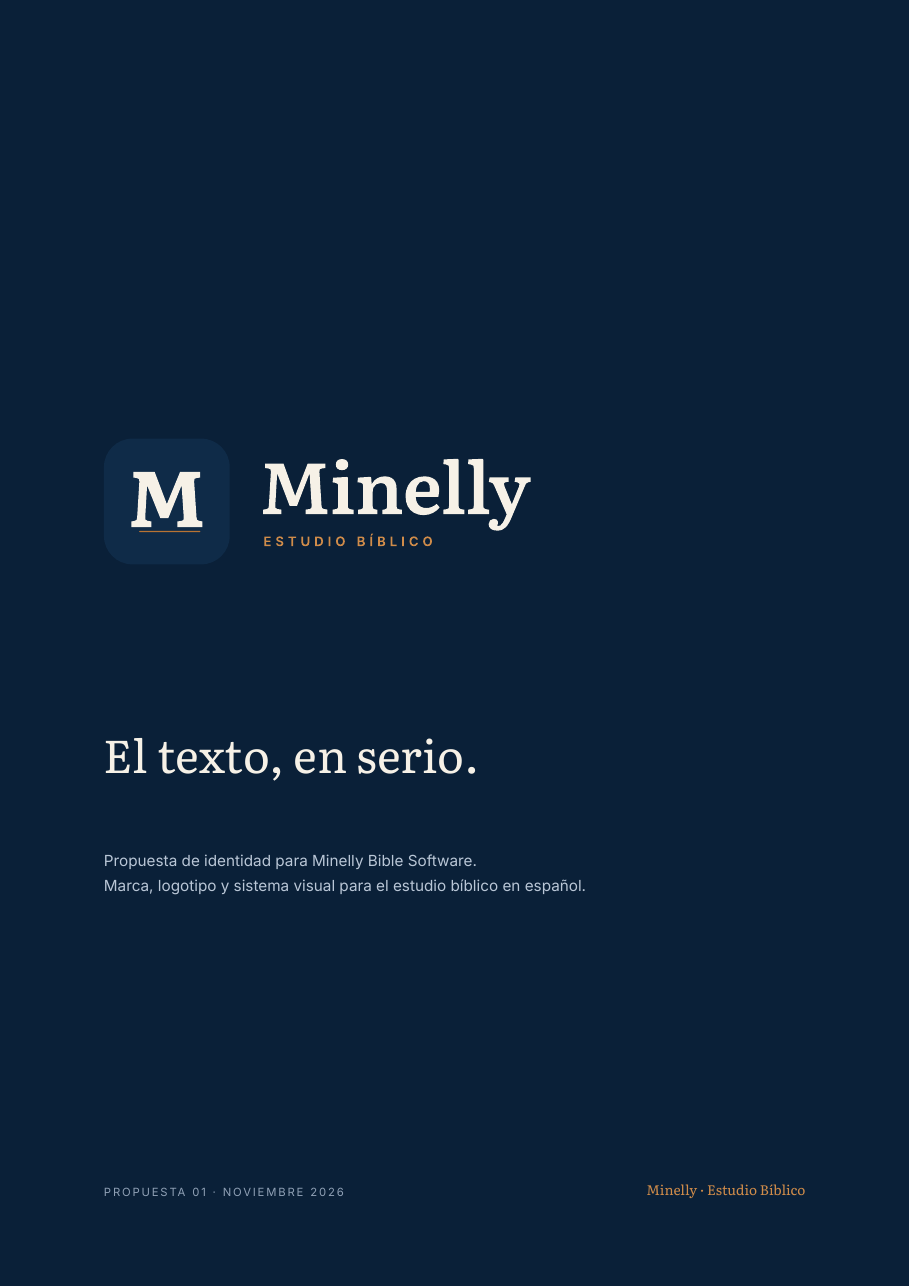 M
Minelly
ESTUDIO BÍBLICO
El texto, en serio.
Propuesta de identidad para Minelly Bible Software.
Marca, logotipo y sistema visual para el estudio bíblico en español.
PROPUESTA 01 · NOVIEMBRE 2026
Minelly · Estudio Bíblico